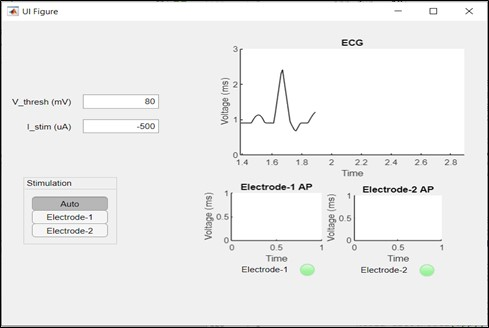 UI Figure
V_thresh (mV) 80
I_stim (uA) -500
Stimulation
Auto
Electrode-1
Electrode-2
ECG
Voltage (ms)
3
2
1
0
1.4 1.6 1.8 2 2.2 2.4 2.6 2.8
Time
Electrode-1 AP
Voltage (ms)
1
0.5
0
0 0.5 1
Time
Electrode-1
Electrode-2 AP
Voltage (ms)
1
0.5
0
0 0.5 1
Time
Electrode-2